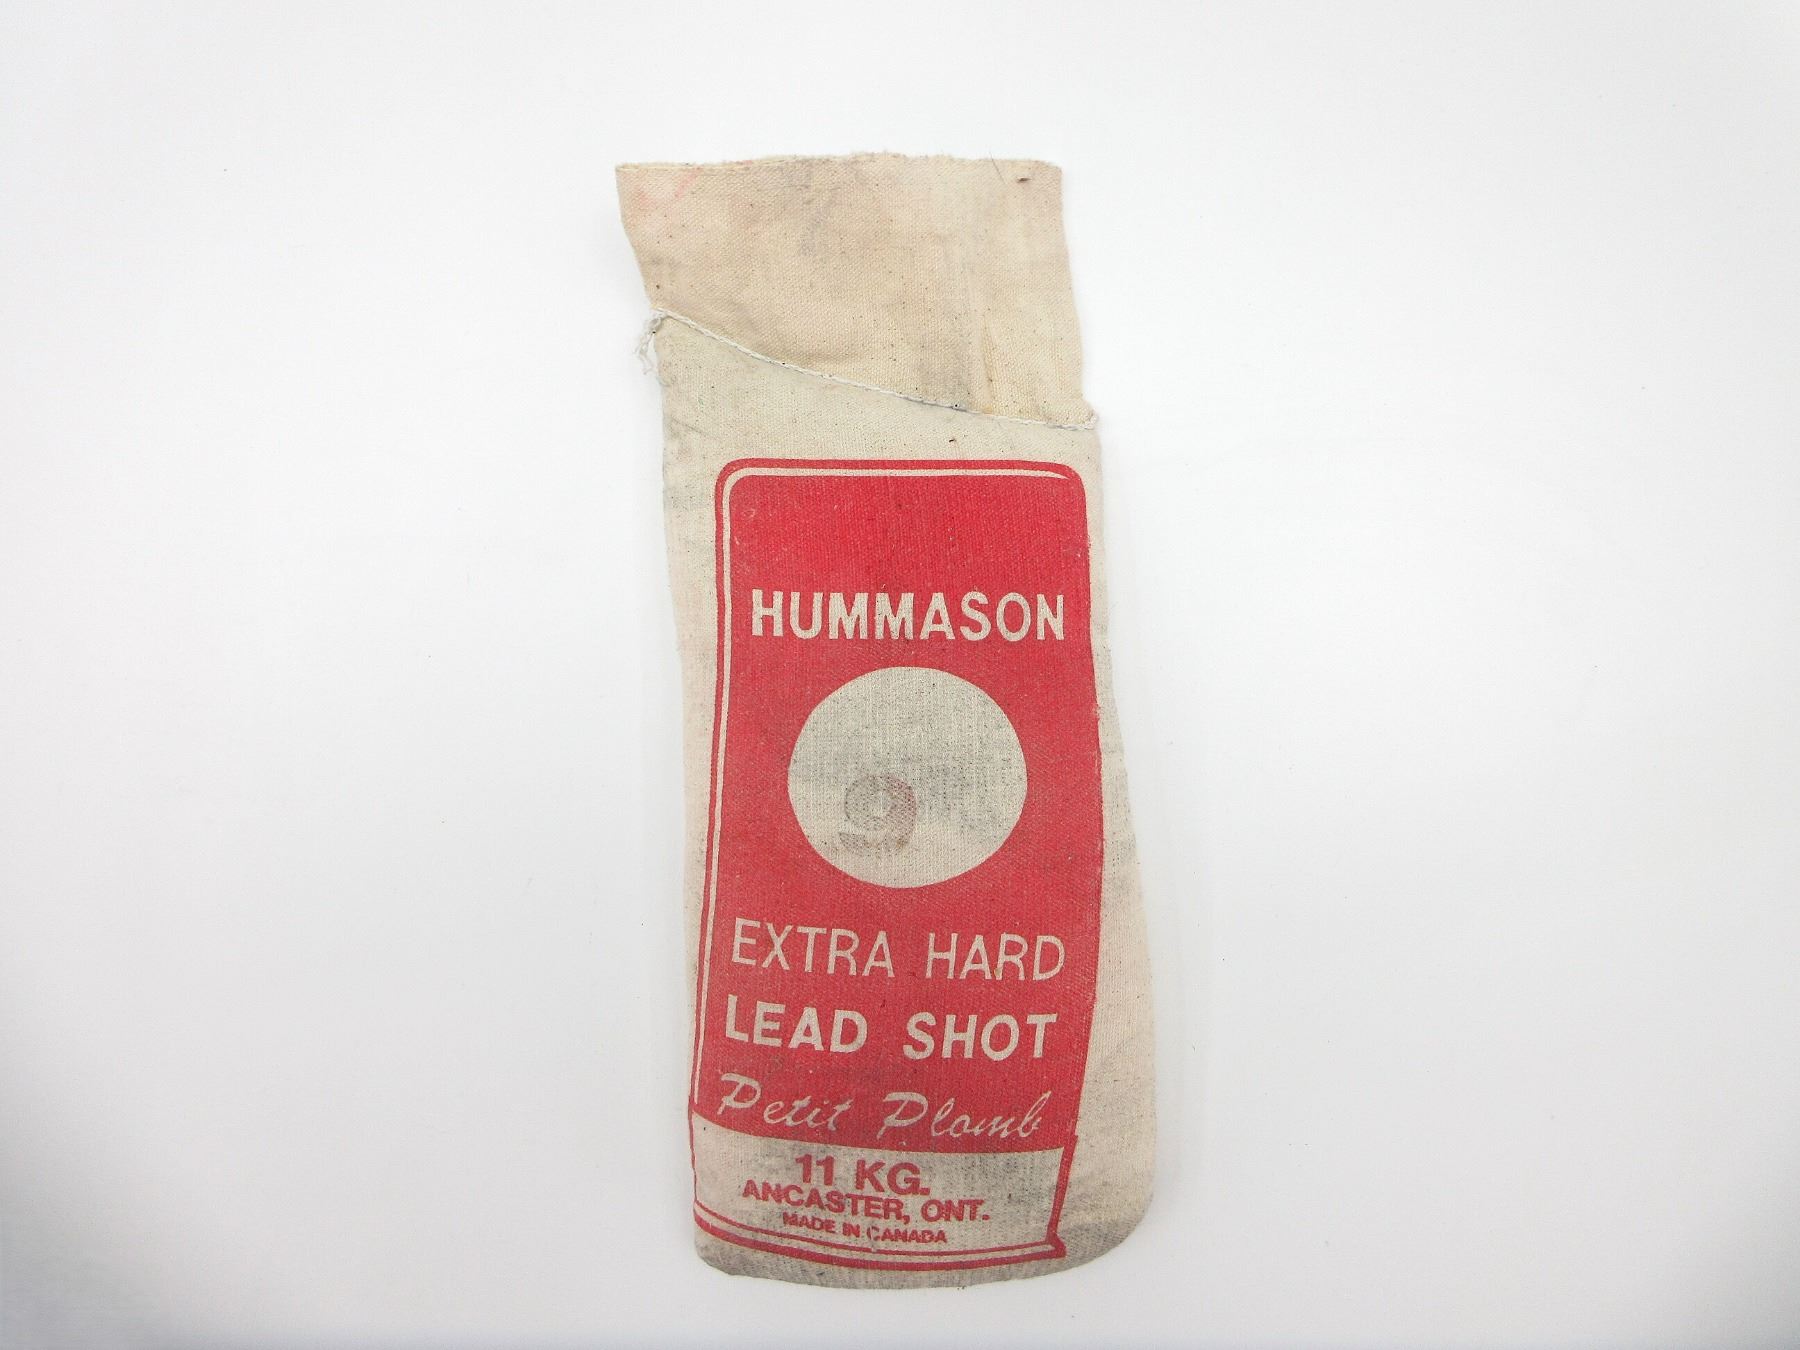 HUMMASON
9
EXTRA HARD
LEAD SHOT
Petit Plomb
11 KG.
ANCASTER, ONT.
MADE IN CANADA